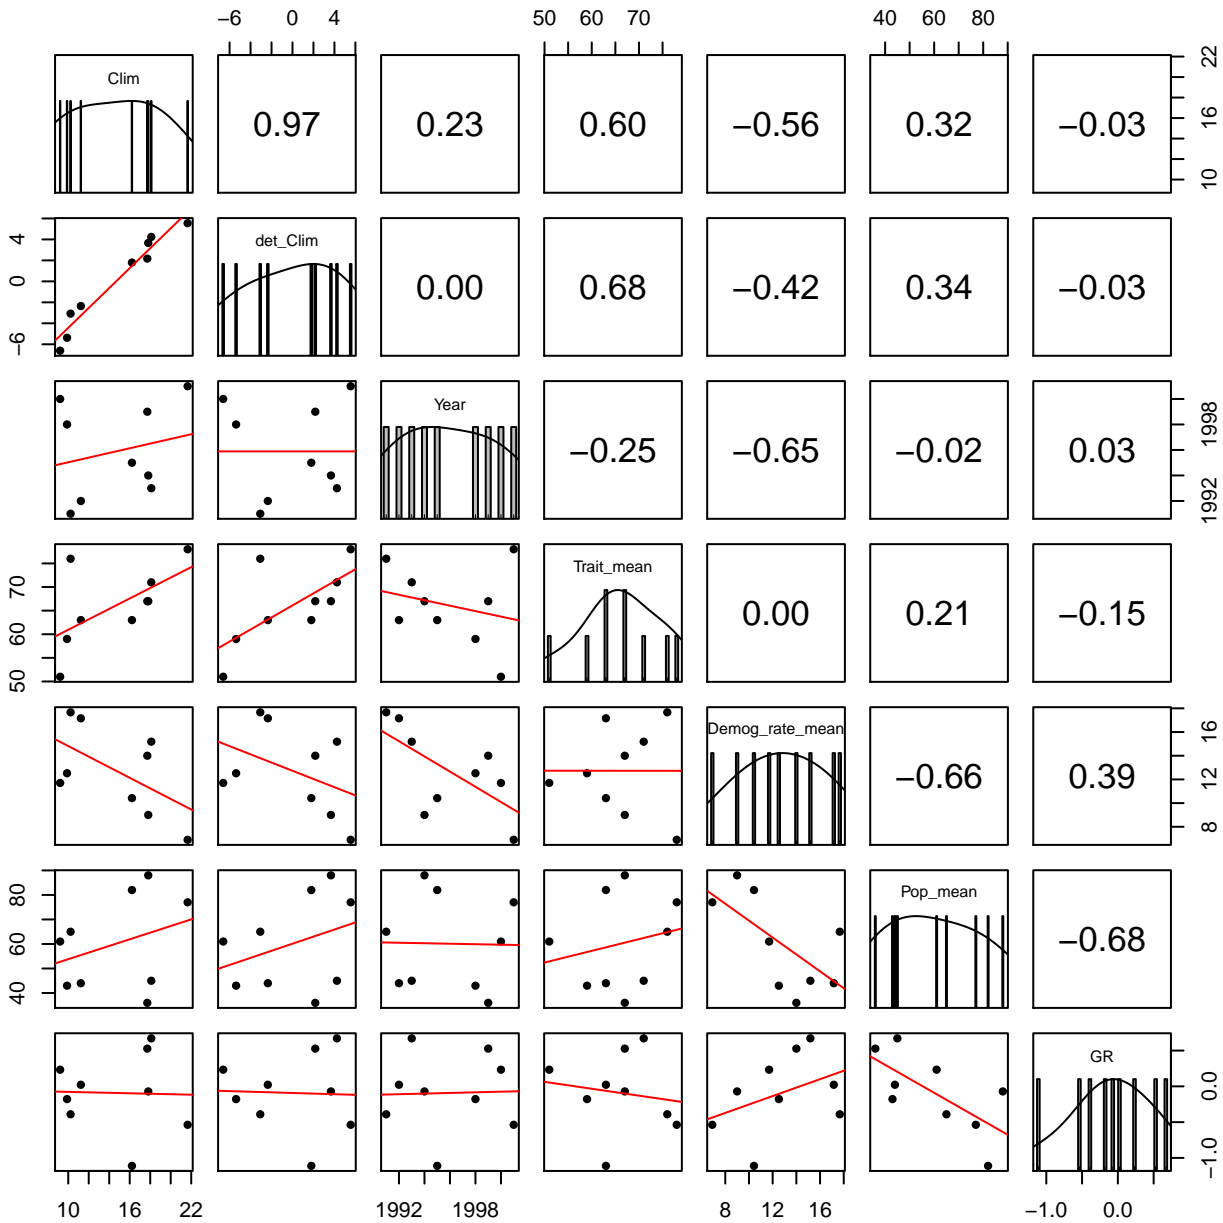 −6 0 4 50 60 70 40 60 80
Clim 0.97 0.23 0.60 −0.56 0.32 −0.03 10 16 22
−6 0 4 det_Clim 0.00 0.68 −0.42 0.34 −0.03
Year −0.25 −0.65 −0.02 0.03 1992 1998
50 60 70 Trait_mean 0.00 0.21 −0.15
Demog_rate_mean −0.66 0.39 8 12 16
40 60 80 Pop_mean −0.68
GR −1.0 0.0
10 16 22 1992 1998 8 12 16 −1.0 0.0